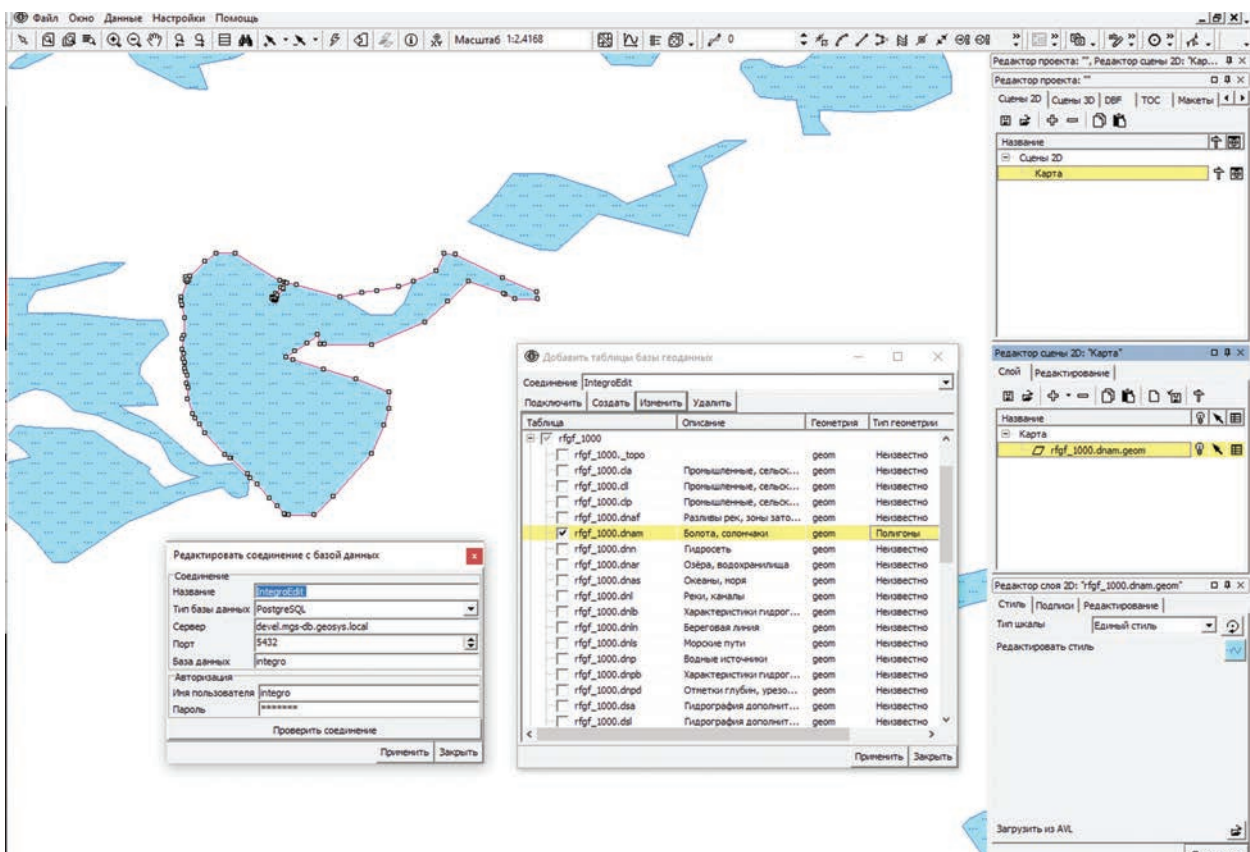 Файл Окно Данные Настройки Помощь
Масштаб 1:2.4168
0
Редактор проекта: "", Редактор сцены 2D: "Кар...
Редактор проекта: ""
Сцены 2D Сцены 3D DBF TOC Макеты
Название
Сцены 2D
Карта
Редактор сцены 2D: "Карта"
Слой Редактирование
Название
Карта
rfgf_1000.dnam.geom
Редактор слоя 2D: "rfgf_1000.dnam.geom"
Стиль Подписи Редактирование
Тип шкалы Единый стиль
Редактировать стиль
Загрузить из AVL
Добавить таблицы базы геоданных
Соединение IntegroEdit
Подключить Создать Изменить Удалить
Таблица Описание Геометрия Тип геометрии
rfgf_1000
rfgf_1000._topo geom Неизвестно
rfgf_1000.cla Промышленные, сельск... geom Неизвестно
rfgf_1000.cll Промышленные, сельск... geom Неизвестно
rfgf_1000.clp Промышленные, сельск... geom Неизвестно
rfgf_1000.dnaf Разливы рек, зоны зато... geom Неизвестно
rfgf_1000.dnam Болота, солончаки geom Полигоны
rfgf_1000.dnn Гидросеть geom Неизвестно
rfgf_1000.dnar Озёра, водохранилища geom Неизвестно
rfgf_1000.dnas Океаны, моря geom Неизвестно
rfgf_1000.dnl Реки, каналы geom Неизвестно
rfgf_1000.dnlb Характеристики гидрог... geom Неизвестно
rfgf_1000.dnln Береговая линия geom Неизвестно
rfgf_1000.dnls Морские пути geom Неизвестно
rfgf_1000.dnp Водные источники geom Неизвестно
rfgf_1000.dnpb Характеристики гидрог... geom Неизвестно
rfgf_1000.dnpd Отметки глубин, урезо... geom Неизвестно
rfgf_1000.dsa Гидрография дополнит... geom Неизвестно
rfgf_1000.dsl Гидрография дополнит... geom Неизвестно
Применить Закрыть
Редактировать соединение с базой данных
Соединение
Название IntegroEdit
Тип базы данных PostgreSQL
Сервер devel.mgs-db.geosys.local
Порт 5432
База данных integro
Авторизация
Имя пользователя integro
Пароль *******
Проверить соединение
Применить Закрыть